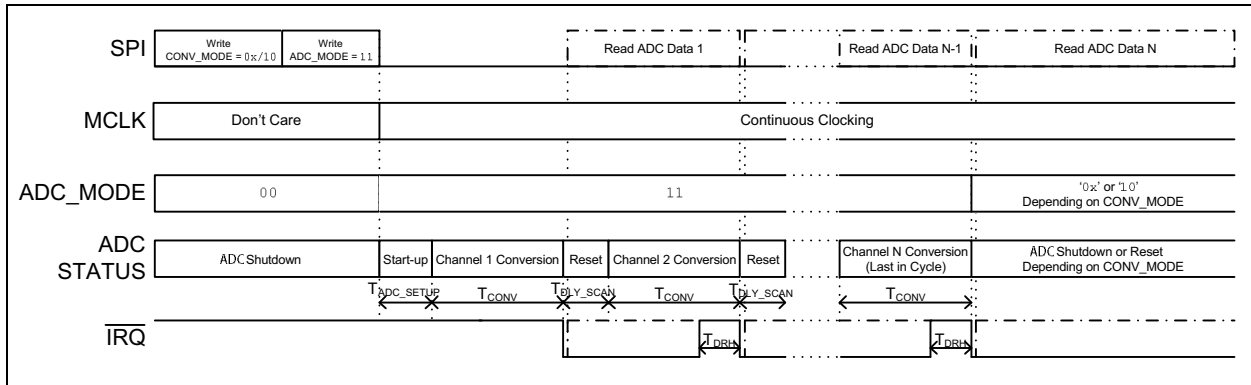 SPI
Write
CONV_MODE = 0x/10
Write
ADC_MODE = 11
Read ADC Data 1
Read ADC Data N-1
Read ADC Data N
MCLK
Don't Care
Continuous Clocking
ADC_MODE
00
11
'0x' or '10'
Depending on CONV_MODE
ADC
STATUS
ADC Shutdown
Start-up
Channel 1 Conversion
Reset
Channel 2 Conversion
Reset
Channel N Conversion
(Last in Cycle)
ADC Shutdown or Reset
Depending on CONV_MODE
TADC_SETUP
TCONV
TDLY_SCAN
TCONV
TDLY_SCAN
TCONV
IRQ
TDRH
TDRH